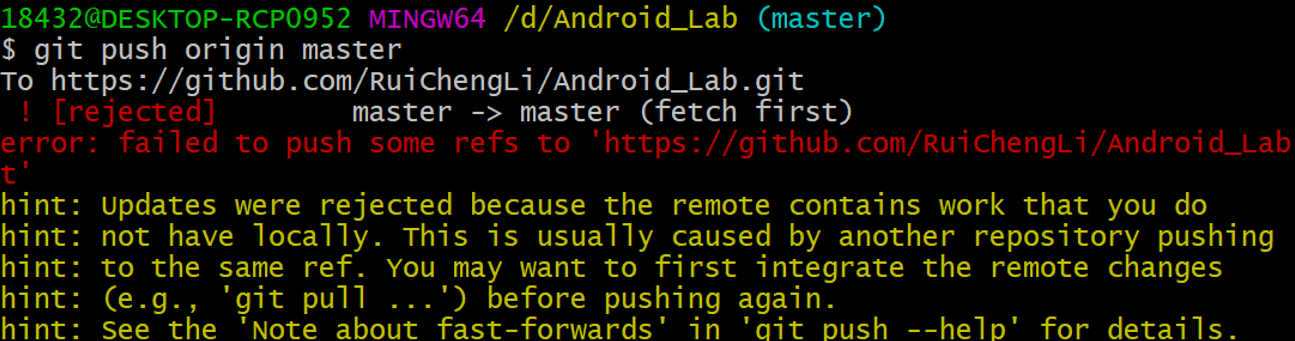 18432@DESKTOP-RCP0952 MINGW64 /d/Android_Lab (master)
$ git push origin master
To https://github.com/RuiChengLi/Android_Lab.git
 ! [rejected]        master -> master (fetch first)
error: failed to push some refs to 'https://github.com/RuiChengLi/Android_Lab
t'
hint: Updates were rejected because the remote contains work that you do
hint: not have locally. This is usually caused by another repository pushing
hint: to the same ref. You may want to first integrate the remote changes
hint: (e.g., 'git pull ...') before pushing again.
hint: See the 'Note about fast-forwards' in 'git push --help' for details.